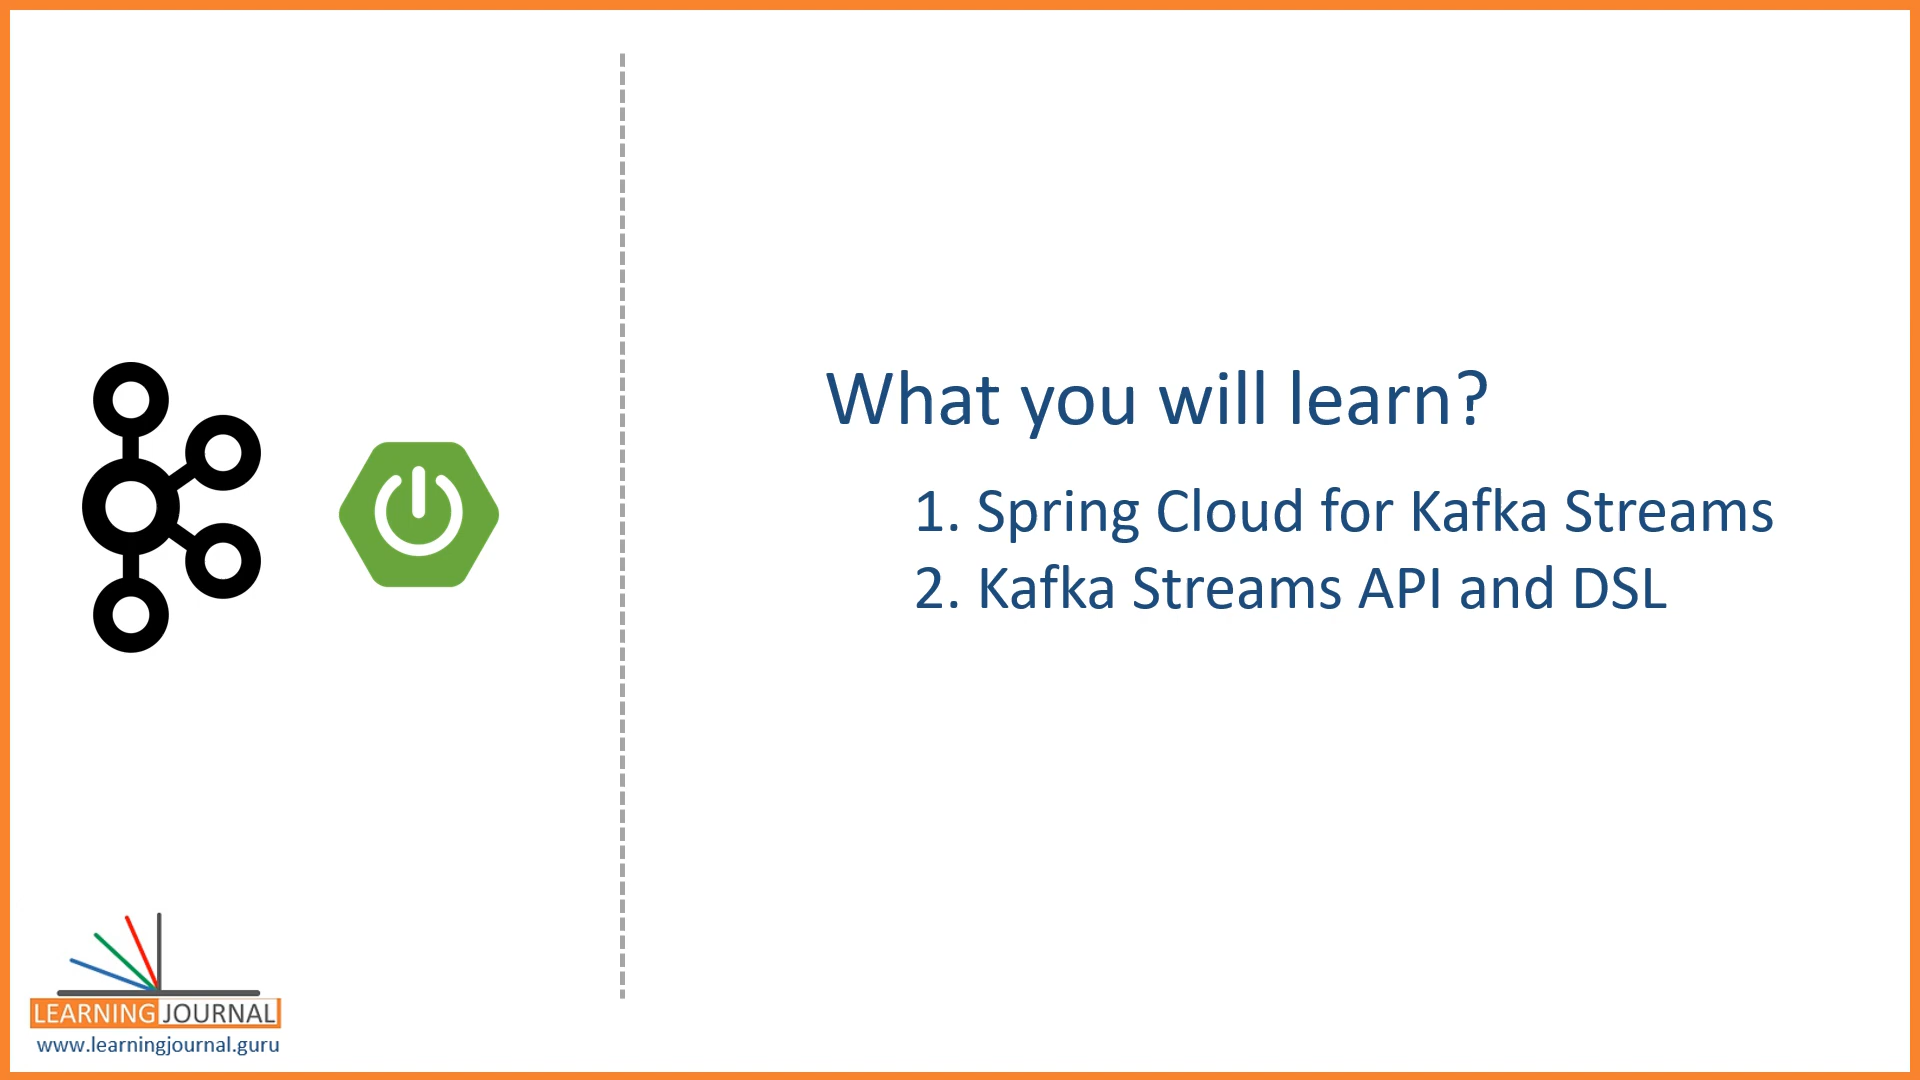 What you will learn?
1. Spring Cloud for Kafka Streams
2. Kafka Streams API and DSL
LEARNING JOURNAL
www.learningjournal.guru